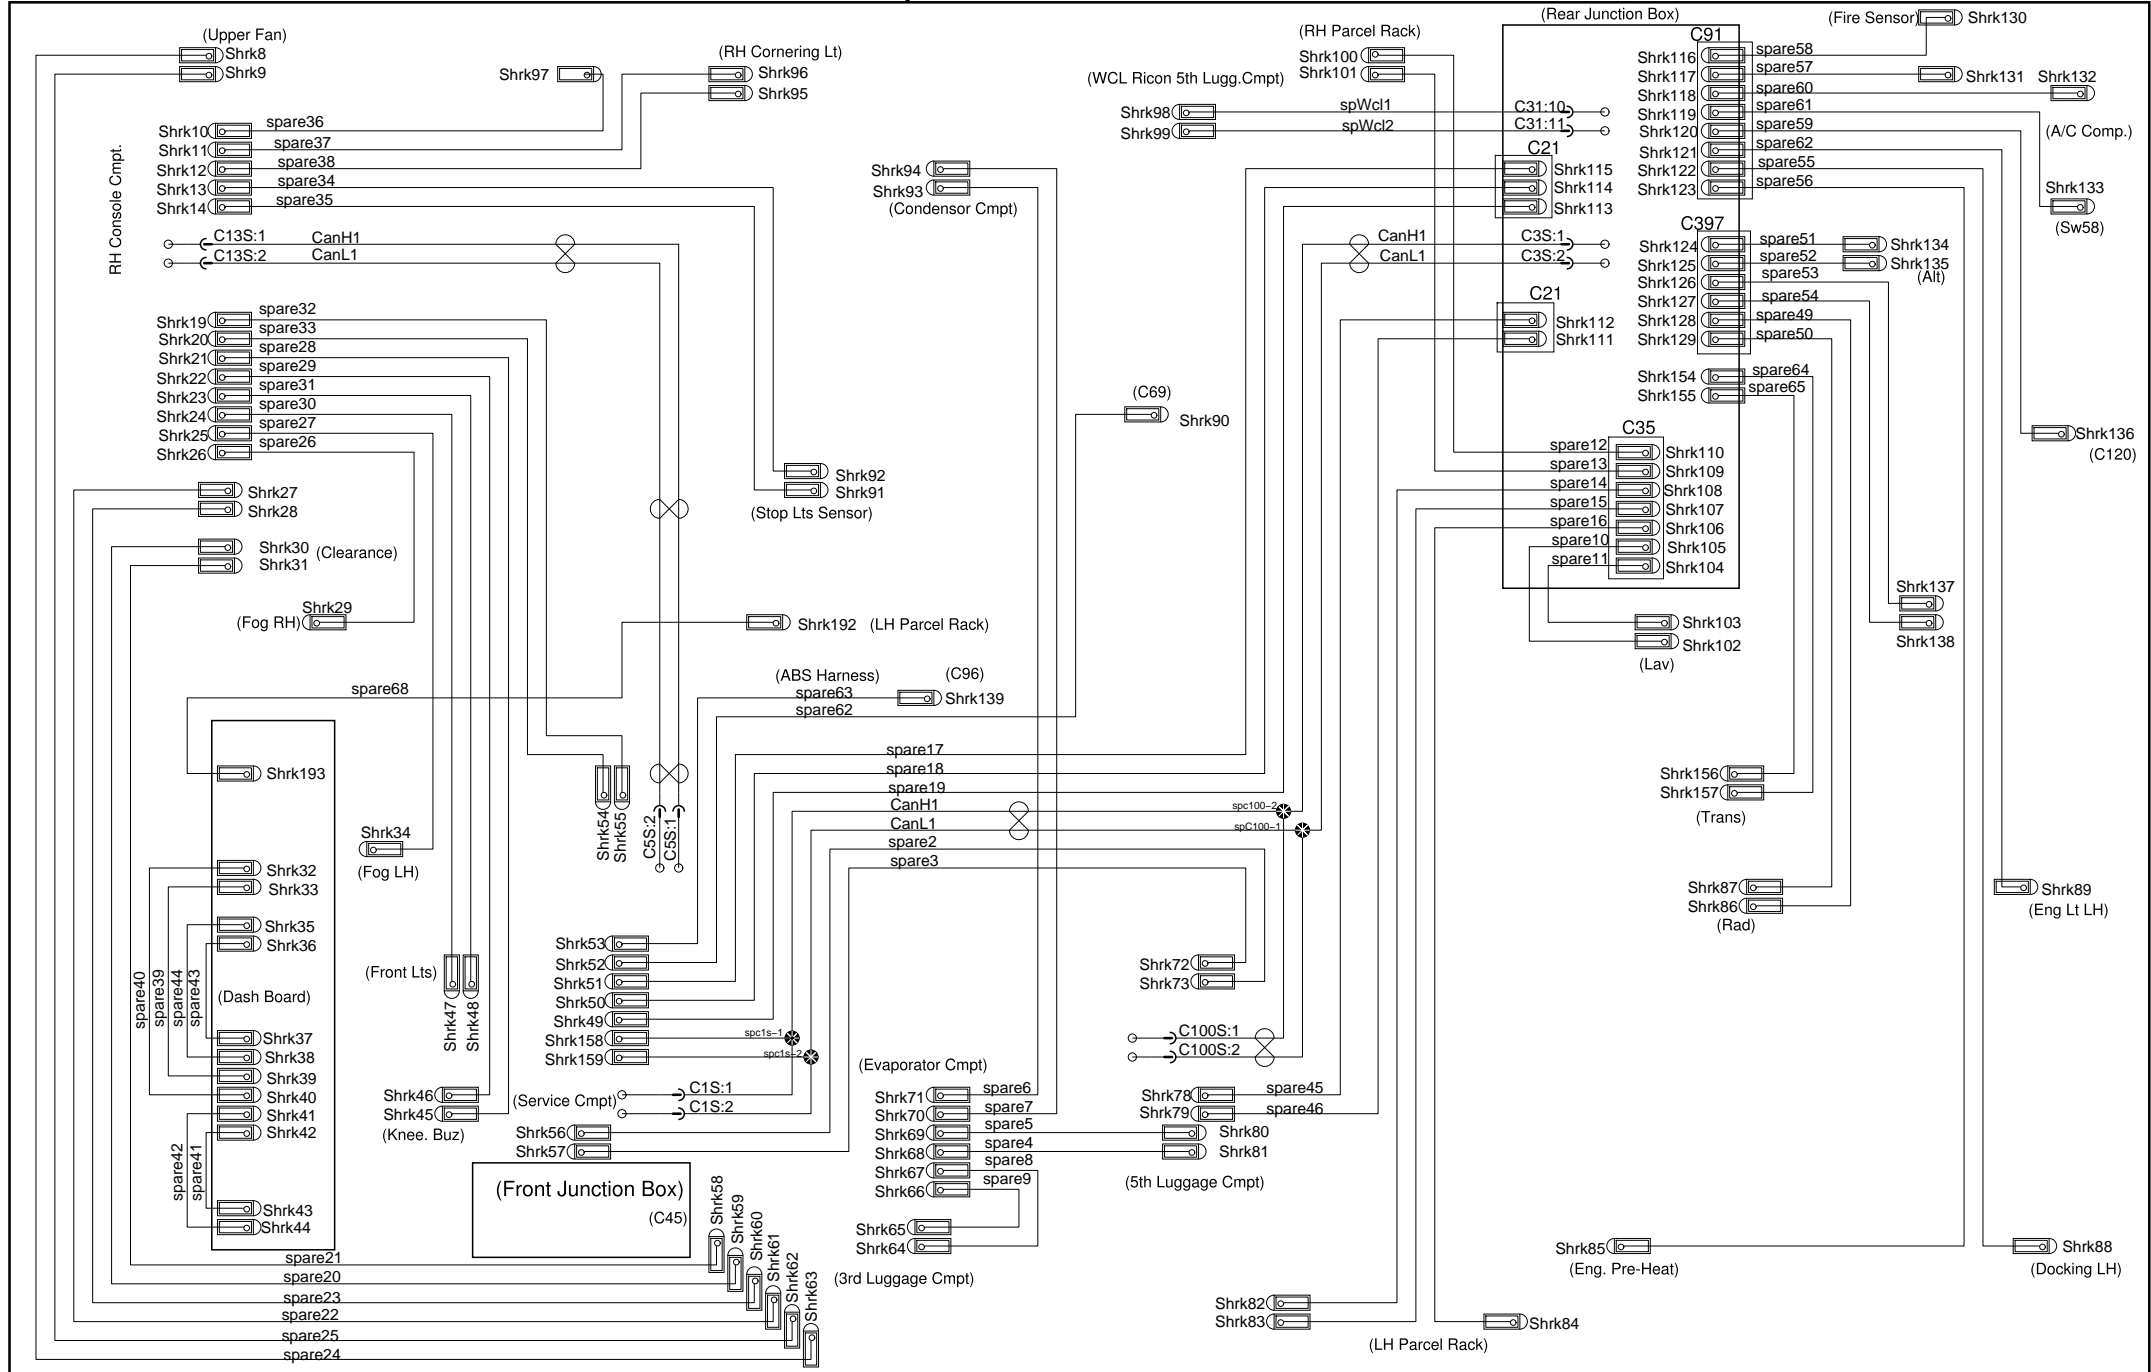 (Upper Fan)
Shrk8
Shrk9
Shrk97
(RH Cornering Lt)
Shrk96
Shrk95
RH Console Cmpt.
Shrk10
spare36
Shrk11
spare37
Shrk12
spare38
Shrk13
spare34
Shrk14
spare35
C13S:1
CanH1
C13S:2
CanL1
Shrk94
Shrk93
(Condensor Cmpt)
(RH Parcel Rack)
Shrk100
Shrk101
(WCL Ricon 5th Lugg.Cmpt)
Shrk98
spWcl1
C31:10
Shrk99
spWcl2
C31:11
(Rear Junction Box)
C21
Shrk115
Shrk114
Shrk113
CanH1
C3S:1
CanL1
C3S:2
C21
Shrk112
Shrk111
C91
Shrk116
spare58
Shrk117
spare57
Shrk118
spare60
Shrk119
spare61
Shrk120
spare59
Shrk121
spare62
Shrk122
spare55
Shrk123
spare56
(Fire Sensor)
Shrk130
Shrk131
Shrk132
(A/C Comp.)
Shrk133
(Sw58)
C397
Shrk124
spare51
Shrk134
Shrk125
spare52
Shrk135
(Alt)
Shrk126
spare53
Shrk127
spare54
Shrk128
spare49
Shrk129
spare50
Shrk154
spare64
Shrk155
spare65
Shrk136
(C120)
C35
spare12
Shrk110
spare13
Shrk109
spare14
Shrk108
spare15
Shrk107
spare16
Shrk106
spare10
Shrk105
spare11
Shrk104
Shrk103
Shrk102
(Lav)
Shrk137
Shrk138
Shrk19
spare32
Shrk20
spare33
Shrk21
spare28
Shrk22
spare29
Shrk23
spare31
Shrk24
spare30
Shrk25
spare27
Shrk26
spare26
Shrk27
Shrk28
Shrk30
(Clearance)
Shrk31
Shrk29
(Fog RH)
Shrk92
Shrk91
(Stop Lts Sensor)
(C69)
Shrk90
Shrk192
(LH Parcel Rack)
(ABS Harness)
(C96)
spare63
Shrk139
spare62
spare68
Shrk193
Shrk54
Shrk55
C5S:2
C5S:1
spare17
spare18
spare19
CanH1
spc100-2
CanL1
spC100-1
spare2
spare3
Shrk34
(Fog LH)
Shrk32
Shrk33
Shrk35
Shrk36
(Dash Board)
spare40
spare39
spare44
spare43
Shrk37
Shrk38
Shrk39
Shrk40
Shrk41
Shrk42
spare42
spare41
Shrk43
Shrk44
(Front Lts)
Shrk47
Shrk48
Shrk46
Shrk45
(Knee. Buz)
Shrk53
Shrk52
Shrk51
Shrk50
Shrk49
Shrk158
spc1s-1
Shrk159
spc1s-2
(Service Cmpt)
C1S:1
C1S:2
Shrk56
Shrk57
(Front Junction Box)
(C45)
Shrk58
Shrk59
Shrk60
Shrk61
Shrk62
Shrk63
spare21
spare20
spare23
spare22
spare25
spare24
(Evaporator Cmpt)
Shrk71
spare6
Shrk70
spare7
Shrk69
spare5
Shrk68
spare4
Shrk67
spare8
Shrk66
spare9
Shrk65
Shrk64
(3rd Luggage Cmpt)
Shrk72
Shrk73
C100S:1
C100S:2
Shrk78
spare45
Shrk79
spare46
Shrk80
Shrk81
(5th Luggage Cmpt)
Shrk156
Shrk157
(Trans)
Shrk87
Shrk86
(Rad)
Shrk89
(Eng Lt LH)
Shrk85
(Eng. Pre-Heat)
Shrk88
(Docking LH)
Shrk82
Shrk83
Shrk84
(LH Parcel Rack)